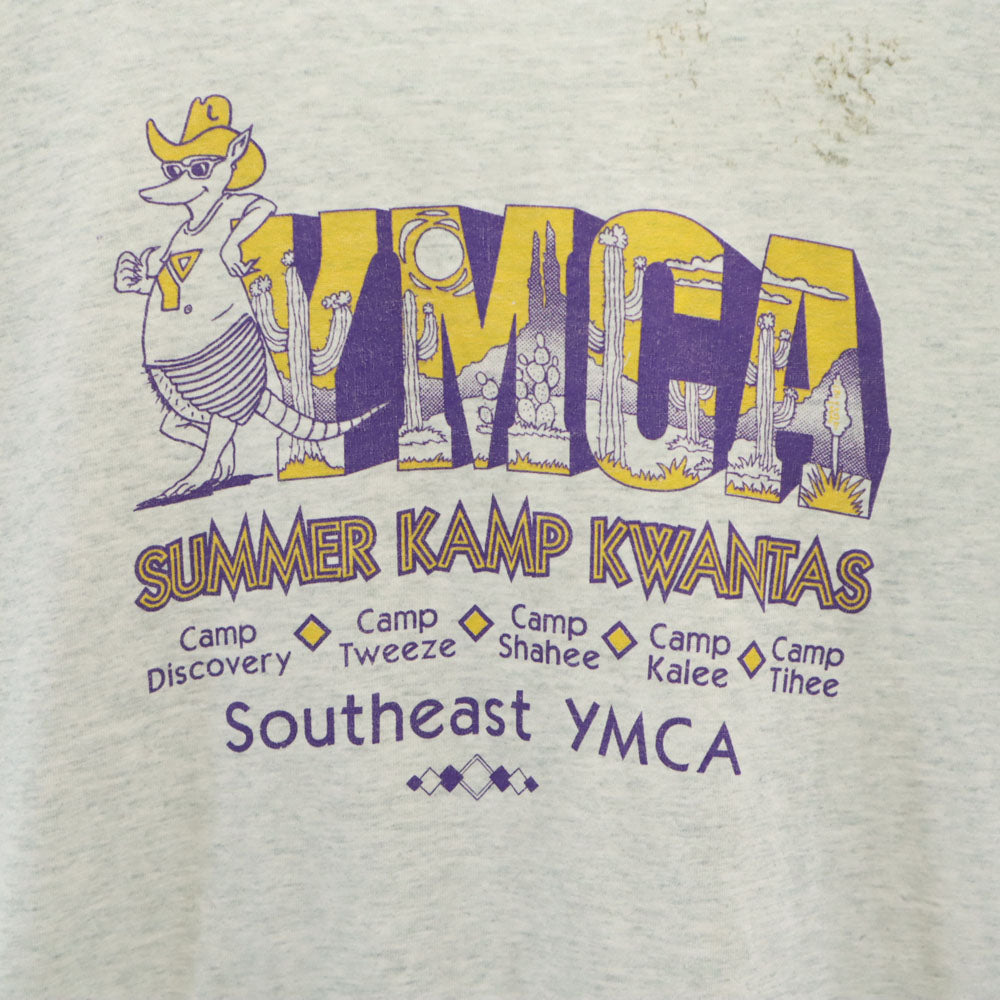 Y.
YMCA
SUMMER KAMP KWANTAS
Camp Discovery
Camp Tweeze
Camp Shahee
Camp Kalee
Camp Tihee
Southeast YMCA